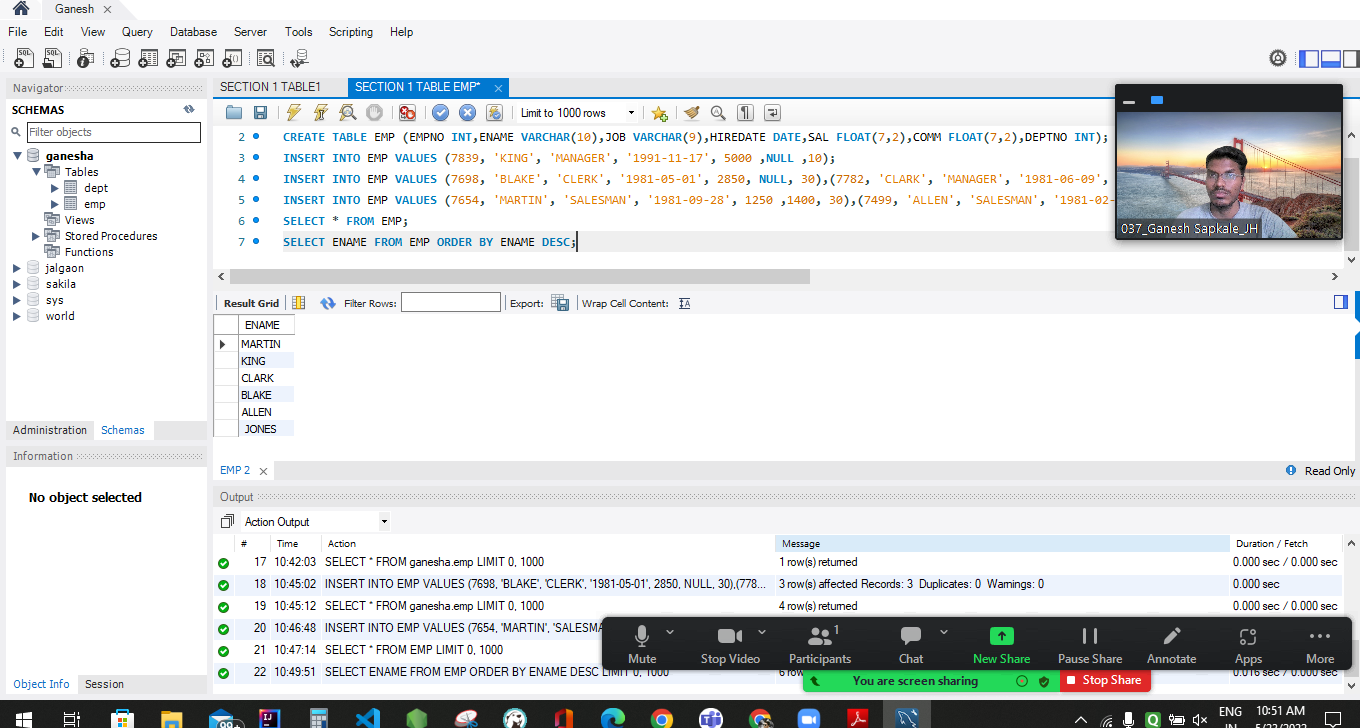 Ganesh
File Edit View Query Database Server Tools Scripting Help
Navigator
SCHEMAS
Filter objects
ganesha
Tables
dept
emp
Views
Stored Procedures
Functions
jalgaon
sakila
sys
world
Administration Schemas
Information
No object selected
Object Info Session
SECTION 1 TABLE1 SECTION 1 TABLE EMP*
Limit to 1000 rows
2 CREATE TABLE EMP (EMPNO INT,ENAME VARCHAR(10),JOB VARCHAR(9),HIREDATE DATE,SAL FLOAT(7,2),COMM FLOAT(7,2),DEPTNO INT);
3 INSERT INTO EMP VALUES (7839, 'KING', 'MANAGER', '1991-11-17', 5000 ,NULL ,10);
4 INSERT INTO EMP VALUES (7698, 'BLAKE', 'CLERK', '1981-05-01', 2850, NULL, 30),(7782, 'CLARK', 'MANAGER', '1981-06-09',
5 INSERT INTO EMP VALUES (7654, 'MARTIN', 'SALESMAN', '1981-09-28', 1250 ,1400, 30),(7499, 'ALLEN', 'SALESMAN', '1981-02-
6 SELECT * FROM EMP;
7 SELECT ENAME FROM EMP ORDER BY ENAME DESC;
037_Ganesh Sapkale_JH
Result Grid Filter Rows: Export: Wrap Cell Content:
ENAME
MARTIN
KING
CLARK
BLAKE
ALLEN
JONES
EMP 2 Read Only
Output
Action Output
# Time Action Message Duration / Fetch
17 10:42:03 SELECT * FROM ganesha.emp LIMIT 0, 1000 1 row(s) returned 0.000 sec / 0.000 sec
18 10:45:02 INSERT INTO EMP VALUES (7698, 'BLAKE', 'CLERK', '1981-05-01', 2850, NULL, 30),(778... 3 row(s) affected Records: 3 Duplicates: 0 Warnings: 0 0.000 sec
19 10:45:12 SELECT * FROM ganesha.emp LIMIT 0, 1000 4 row(s) returned 0.000 sec / 0.000 sec
20 10:46:48 INSERT INTO EMP VALUES (7654, 'MARTIN', 'SALESMA
21 10:47:14 SELECT * FROM EMP LIMIT 0, 1000
22 10:49:51 SELECT ENAME FROM EMP ORDER BY ENAME DESC LIMIT 0, 1000 6 row 0.016 sec / 0.000 sec
1
Mute Stop Video Participants Chat New Share Pause Share Annotate Apps More
You are screen sharing Stop Share
99+
ENG
10:51 AM